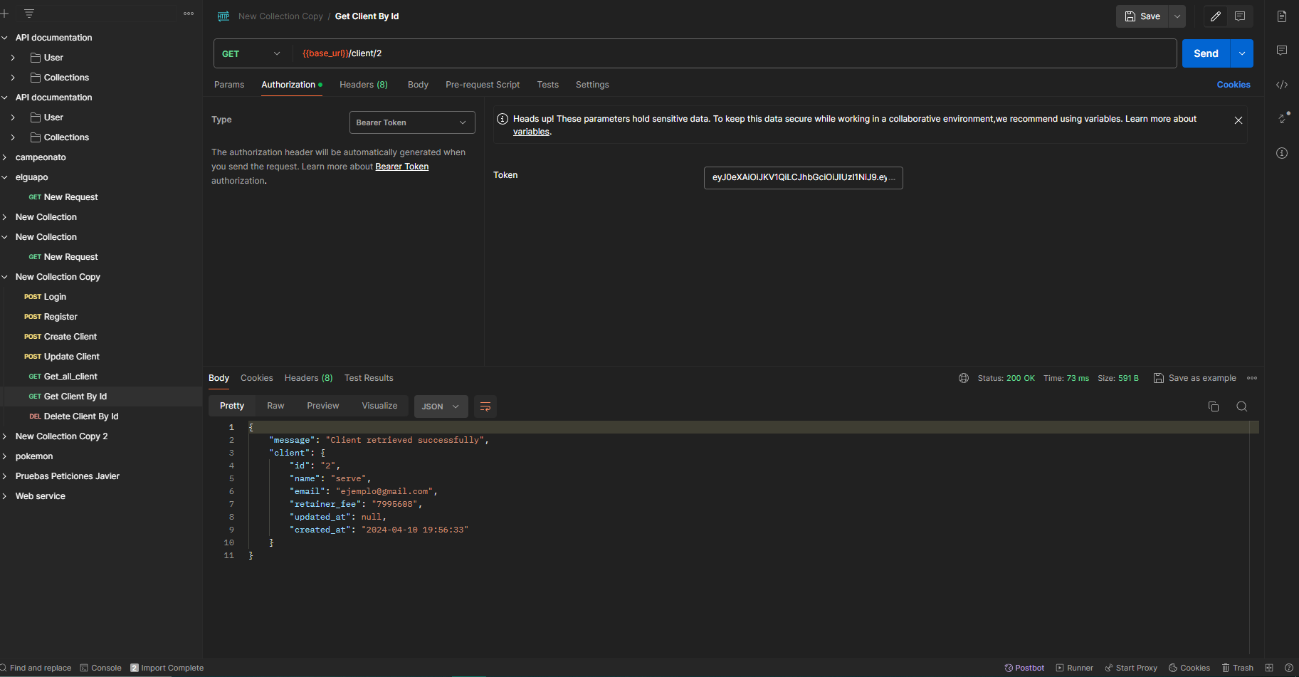 New Collection Copy / Get Client By Id
Save
API documentation
User
Collections
API documentation
User
Collections
campeonato
elguapo
GET New Request
New Collection
New Collection
GET New Request
New Collection Copy
POST Login
POST Register
POST Create Client
POST Update Client
GET Get_all_client
GET Get Client By Id
DEL Delete Client By Id
New Collection Copy 2
pokemon
Pruebas Peticiones Javier
Web service
GET {{base_url}}/client/2 Send
Params Authorization Headers (8) Body Pre-request Script Tests Settings Cookies
Type Bearer Token
The authorization header will be automatically generated when
you send the request. Learn more about Bearer Token
authorization.
Heads up! These parameters hold sensitive data. To keep this data secure while working in a collaborative environment,we recommend using variables. Learn more about
variables.
Token
Body Cookies Headers (8) Test Results Status: 200 OK Time: 73 ms Size: 591 B Save as example
Pretty Raw Preview Visualize JSON
1 {
2 "message": "Client retrieved successfully",
3 "client": {
4 "id": "2",
5 "name": "serve",
6 "email": "ejemplo@gmail.com",
7 "retainer_fee": "7995608",
8 "updated_at": null,
9 "created_at": "2024-04-10 19:56:33"
10 }
11 }
Find and replace Console 2 Import Complete Postbot Runner Start Proxy Cookies Trash